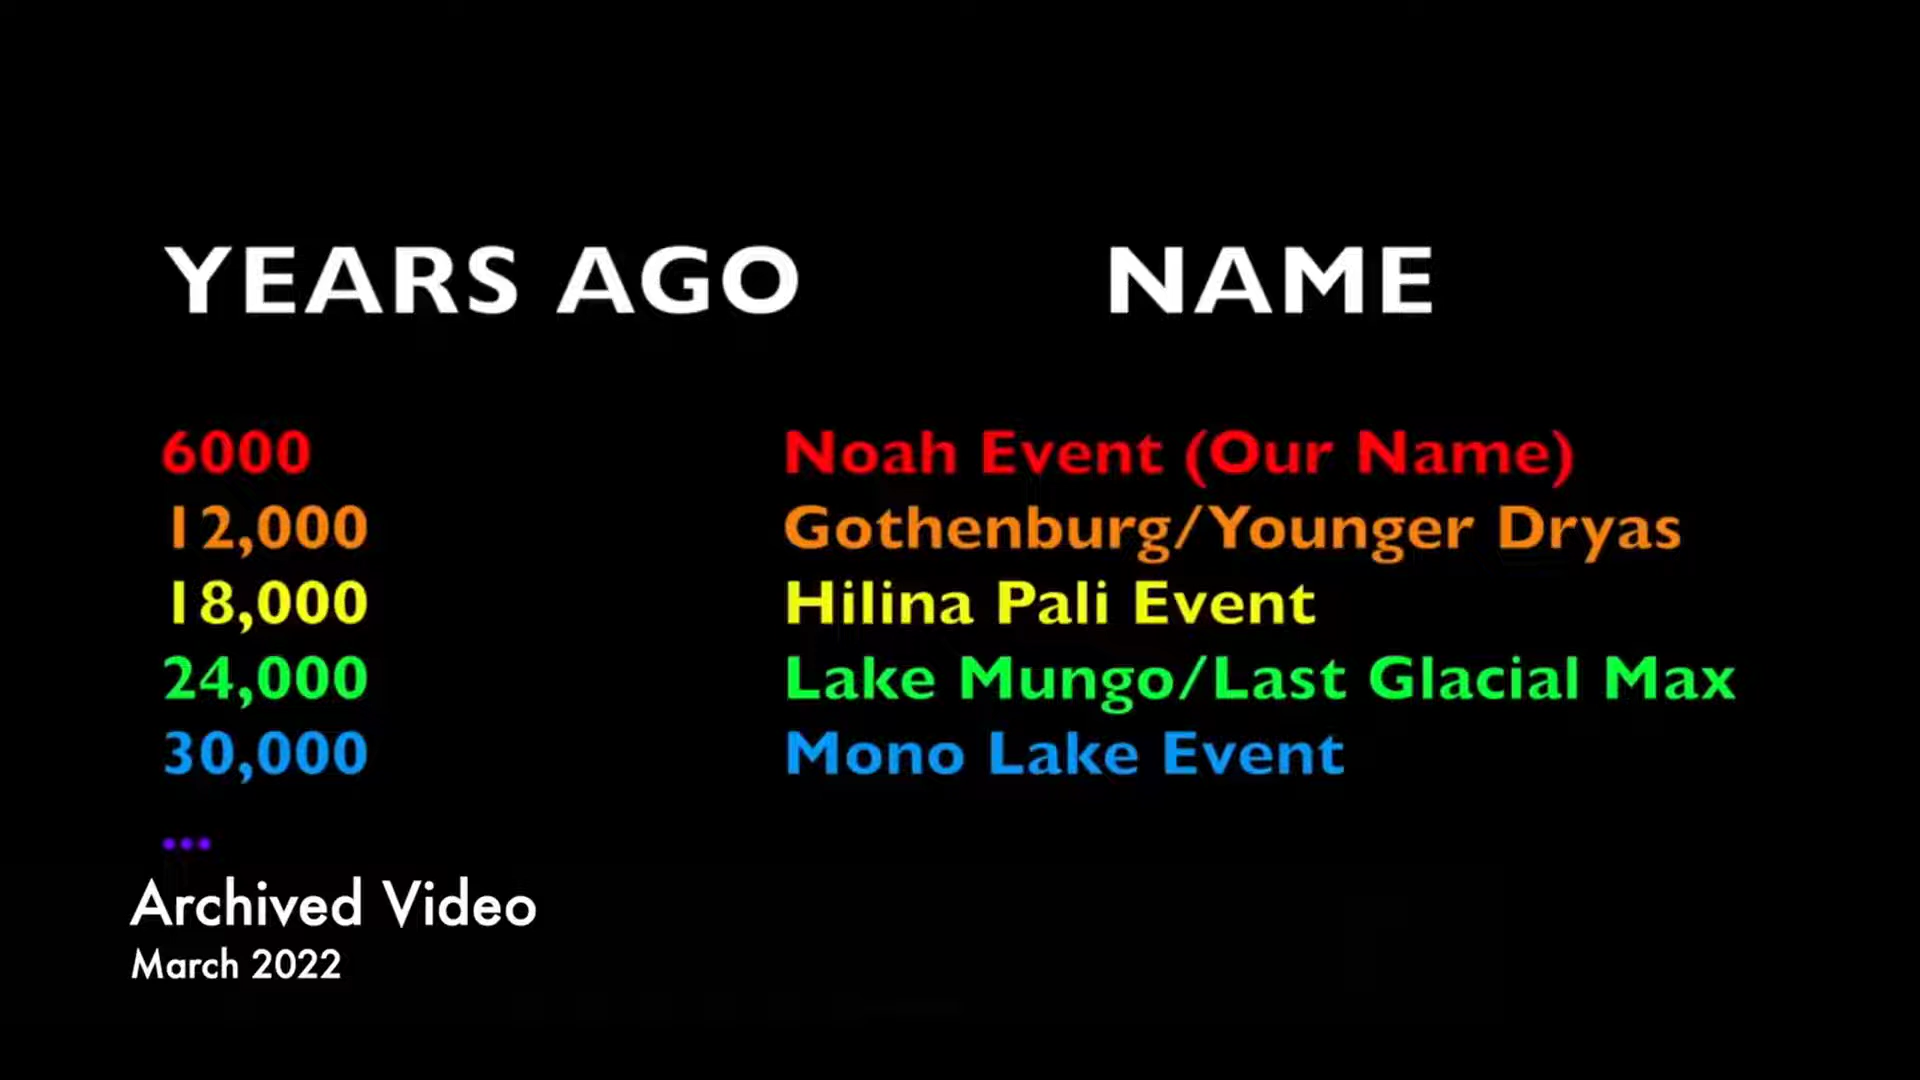 YEARS AGO NAME
6000 Noah Event (Our Name)
12,000 Gothenburg/Younger Dryas
18,000 Hilina Pali Event
24,000 Lake Mungo/Last Glacial Max
30,000 Mono Lake Event
...
Archived Video
March 2022